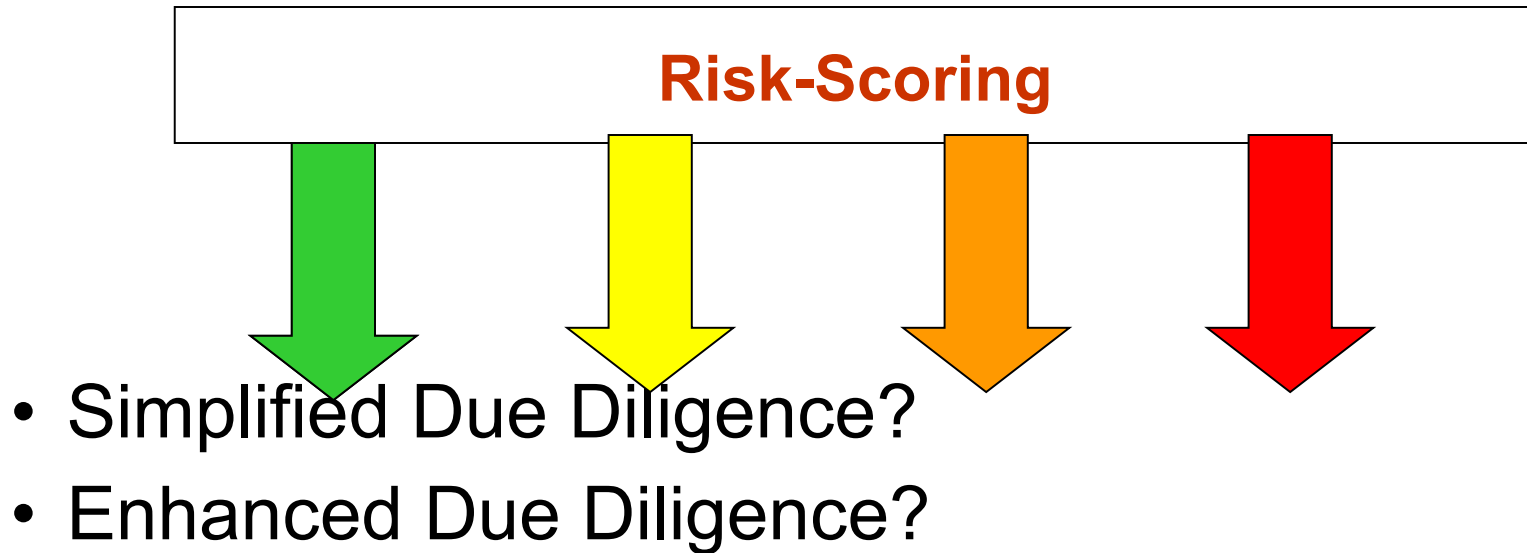 Risk-Scoring
• Simplified Due Diligence?
• Enhanced Due Diligence?